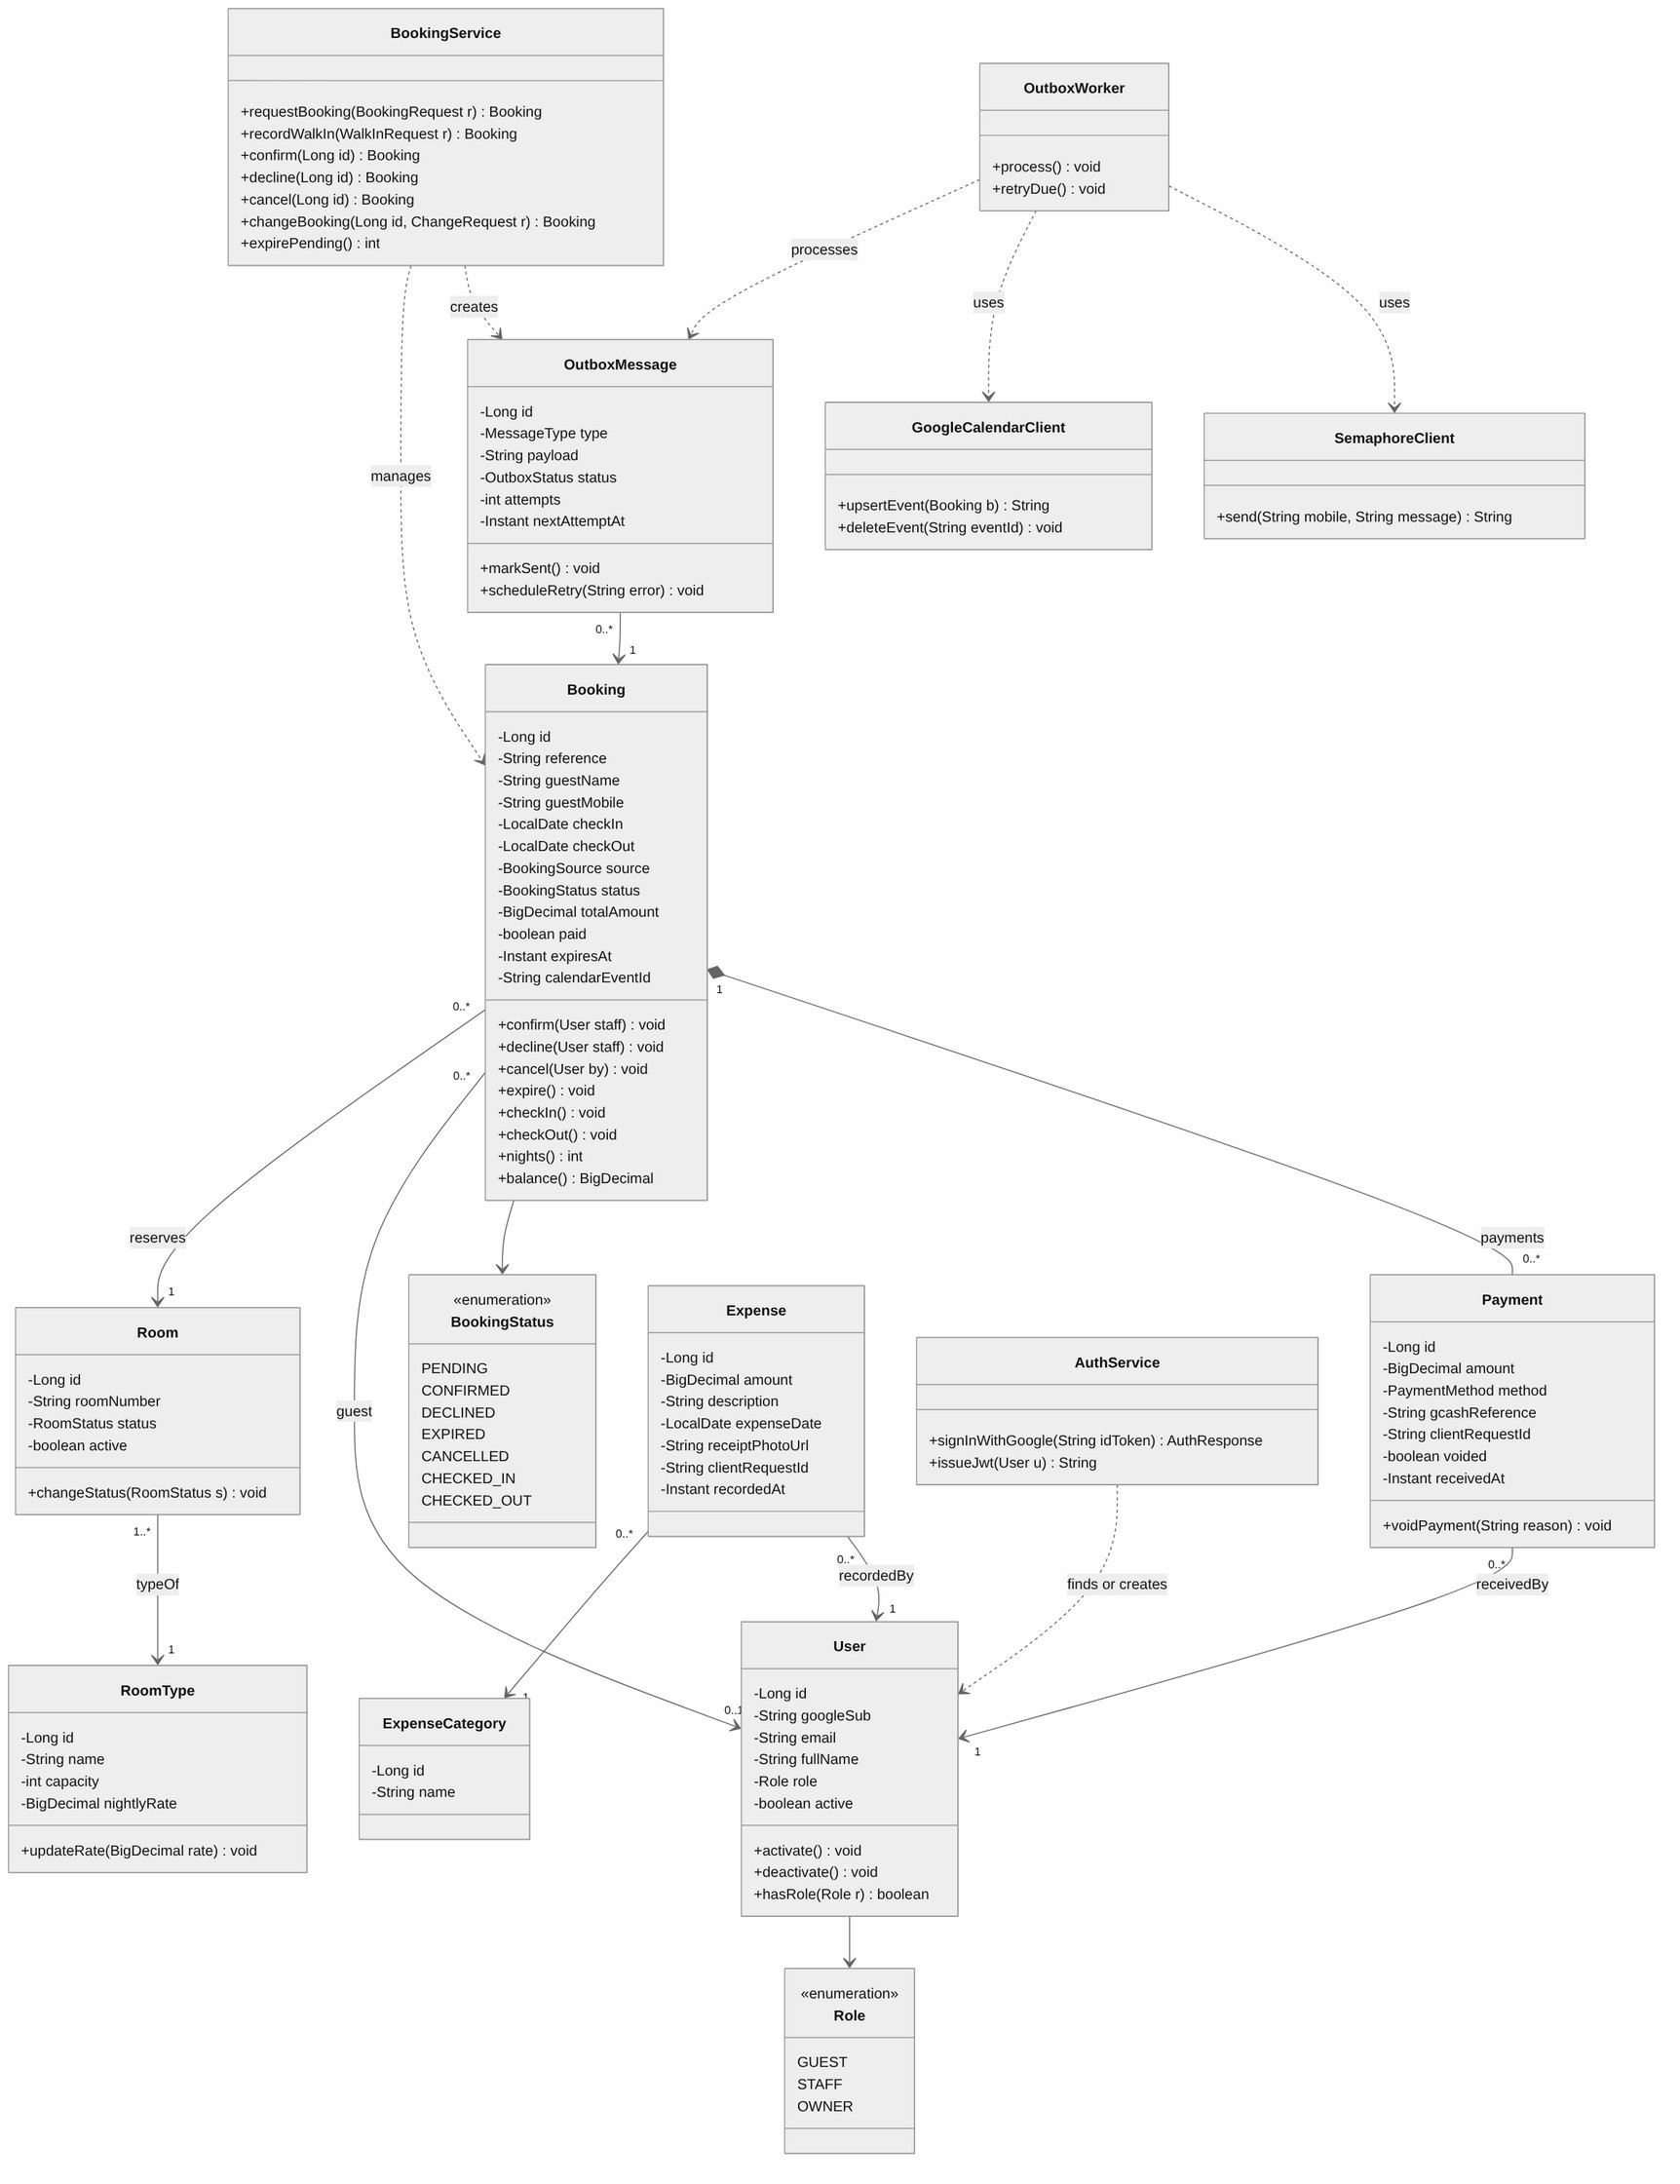 BookingService
+requestBooking(BookingRequest r) : Booking
+recordWalkIn(WalkInRequest r) : Booking
+confirm(Long id) : Booking
+decline(Long id) : Booking
+cancel(Long id) : Booking
+changeBooking(Long id, ChangeRequest r) : Booking
+expirePending() : int
OutboxWorker
+process() : void
+retryDue() : void
processes
creates
uses
uses
manages
OutboxMessage
-Long id
-MessageType type
-String payload
-OutboxStatus status
-int attempts
-Instant nextAttemptAt
+markSent() : void
+scheduleRetry(String error) : void
GoogleCalendarClient
+upsertEvent(Booking b) : String
+deleteEvent(String eventId) : void
SemaphoreClient
+send(String mobile, String message) : String
0..*
1
Booking
-Long id
-String reference
-String guestName
-String guestMobile
-LocalDate checkIn
-LocalDate checkOut
-BookingSource source
-BookingStatus status
-BigDecimal totalAmount
-boolean paid
-Instant expiresAt
-String calendarEventId
+confirm(User staff) : void
+decline(User staff) : void
+cancel(User by) : void
+expire() : void
+checkIn() : void
+checkOut() : void
+nights() : int
+balance() : BigDecimal
1
0..*
0..*
reserves
payments
0..*
1
guest
Room
-Long id
-String roomNumber
-RoomStatus status
-boolean active
+changeStatus(RoomStatus s) : void
«enumeration»
BookingStatus
PENDING
CONFIRMED
DECLINED
EXPIRED
CANCELLED
CHECKED_IN
CHECKED_OUT
Expense
-Long id
-BigDecimal amount
-String description
-LocalDate expenseDate
-String receiptPhotoUrl
-String clientRequestId
-Instant recordedAt
AuthService
+signInWithGoogle(String idToken) : AuthResponse
+issueJwt(User u) : String
Payment
-Long id
-BigDecimal amount
-PaymentMethod method
-String gcashReference
-String clientRequestId
-boolean voided
-Instant receivedAt
+voidPayment(String reason) : void
1..*
typeOf
1
0..*
0..*
recordedBy
1
finds or creates
0..*
receivedBy
1
1
0..1
RoomType
-Long id
-String name
-int capacity
-BigDecimal nightlyRate
+updateRate(BigDecimal rate) : void
ExpenseCategory
-Long id
-String name
User
-Long id
-String googleSub
-String email
-String fullName
-Role role
-boolean active
+activate() : void
+deactivate() : void
+hasRole(Role r) : boolean
«enumeration»
Role
GUEST
STAFF
OWNER